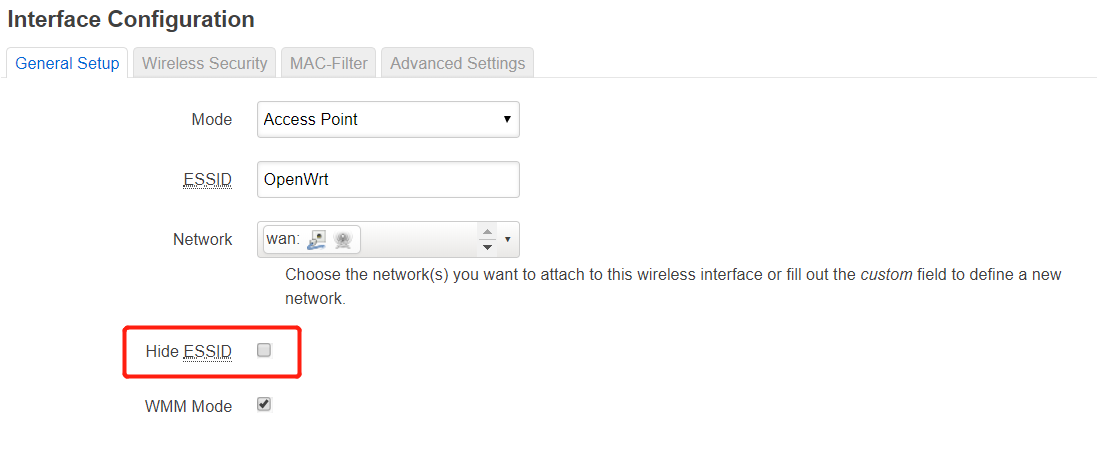 Interface Configuration
General Setup Wireless Security MAC-Filter Advanced Settings
Mode Access Point
ESSID OpenWrt
Network wan:
Choose the network(s) you want to attach to this wireless interface or fill out the custom field to define a new
network.
Hide ESSID
WMM Mode